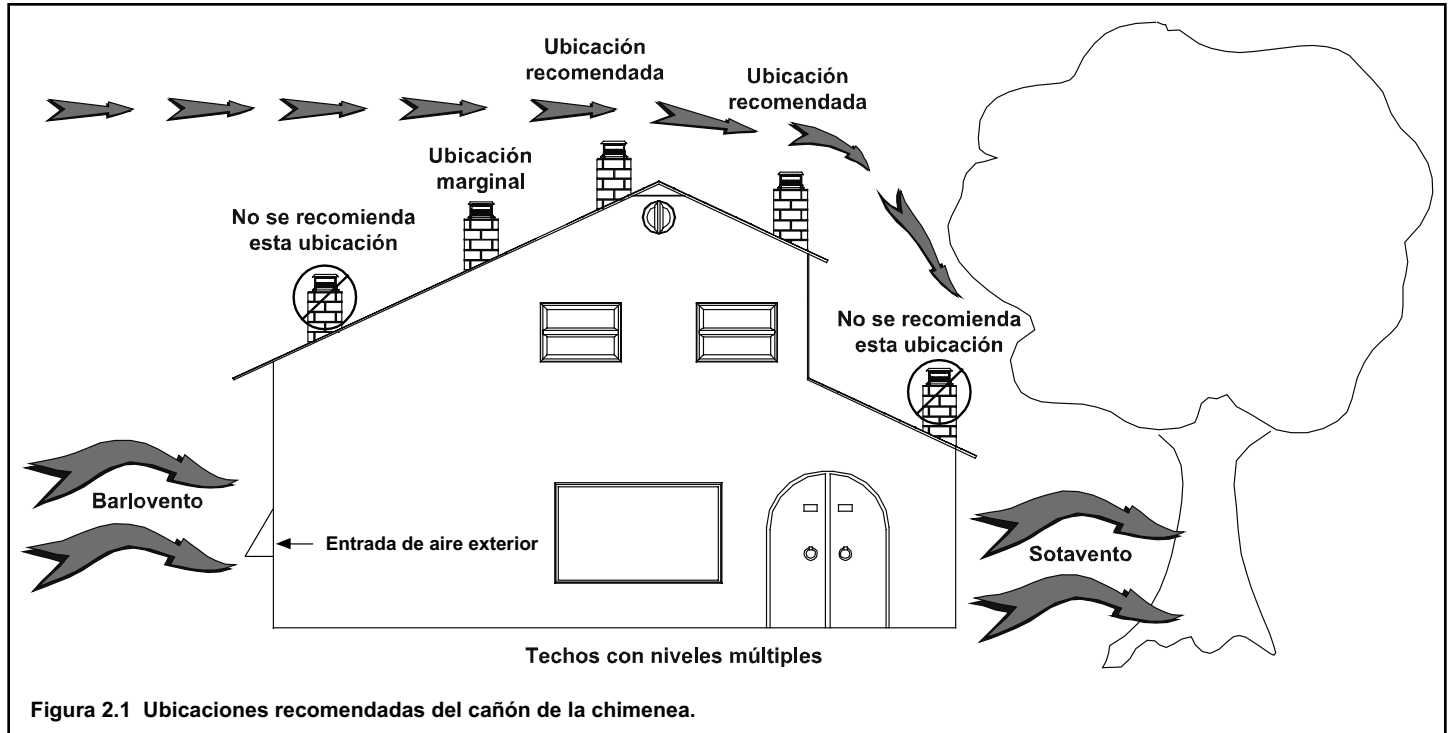 Ubicación
recomendada
Ubicación
recomendada
Ubicación
marginal
No se recomienda
esta ubicación
No se recomienda
esta ubicación
Barlovento
Entrada de aire exterior
Sotavento
Techos con niveles múltiples
Figura 2.1 Ubicaciones recomendadas del cañón de la chimenea.